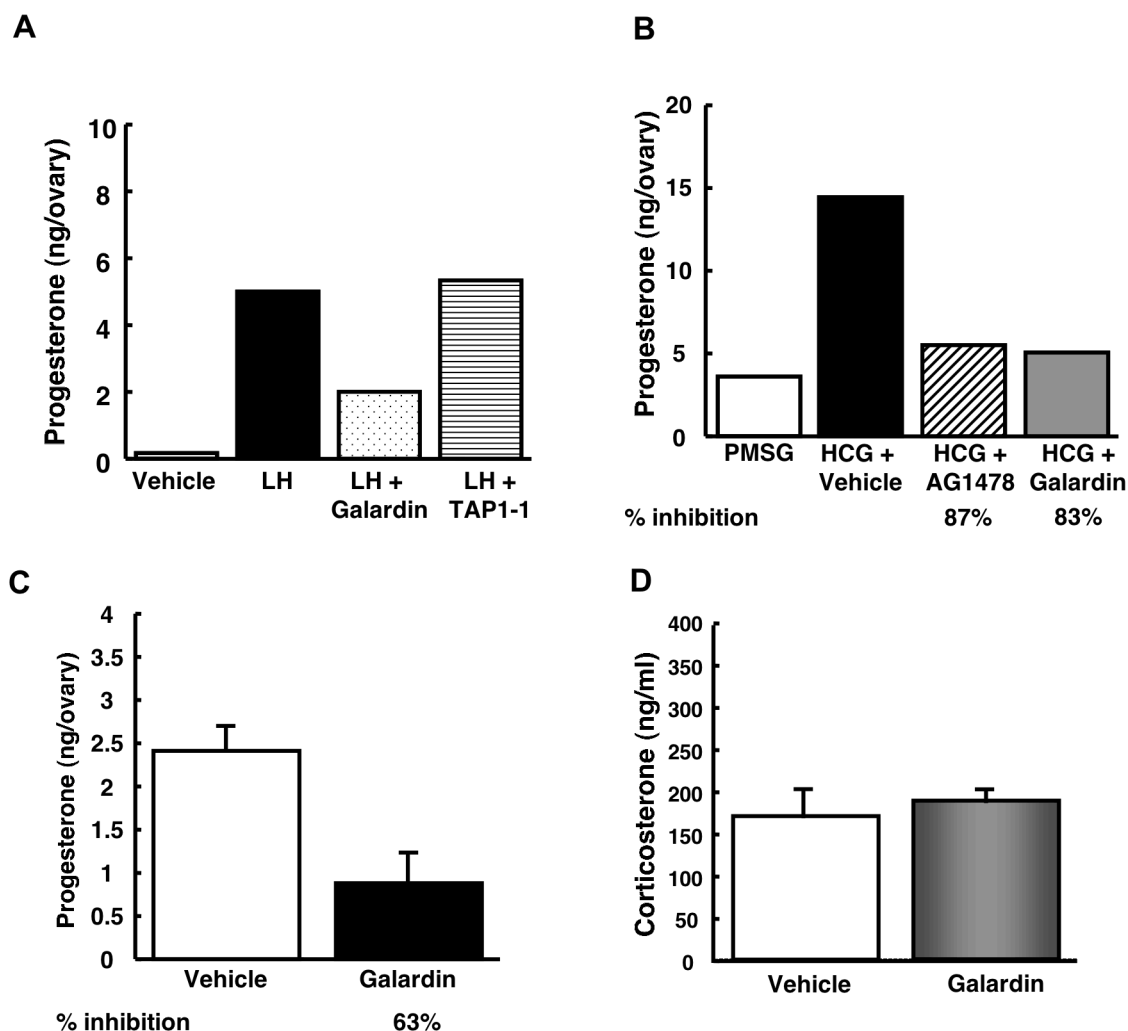 A
Progesterone (ng/ovary)
10
8
6
4
2
0
Vehicle
LH
LH +
Galardin
LH +
TAP1-1
B
Progesterone (ng/ovary)
20
15
10
5
0
PMSG
HCG +
Vehicle
HCG +
AG1478
HCG +
Galardin
% inhibition
87%
83%
C
Progesterone (ng/ovary)
4
3.5
3
2.5
2
1.5
1
0.5
0
Vehicle
Galardin
% inhibition
63%
D
Corticosterone (ng/ml)
400
350
300
250
200
150
100
50
0
Vehicle
Galardin